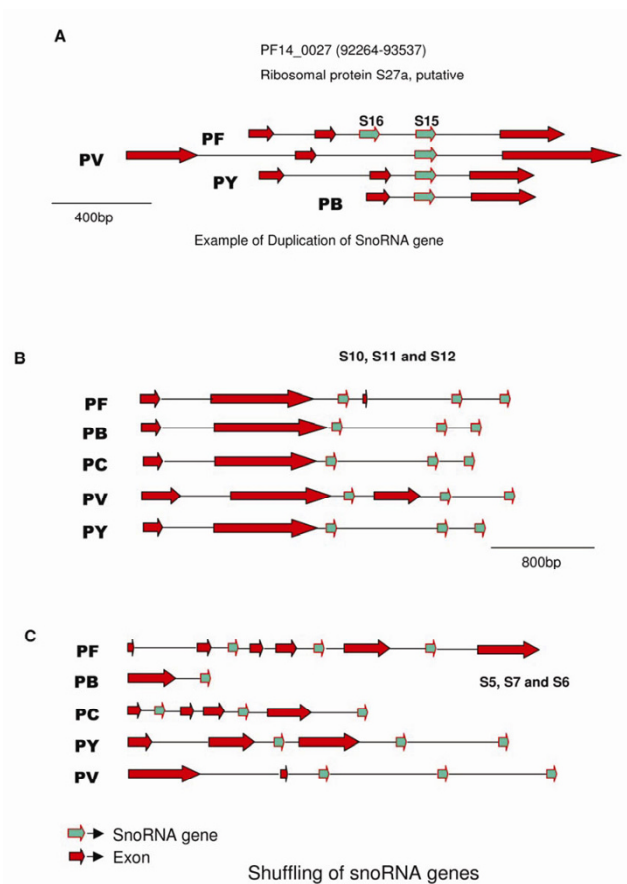 A
PF14_0027 (92264-93537)
Ribosomal protein S27a, putative
S16 S15
PF
PV
PY
PB
400bp
Example of Duplication of SnoRNA gene
B
S10, S11 and S12
PF
PB
PC
PV
PY
800bp
C
PF
PB
S5, S7 and S6
PC
PY
PV
SnoRNA gene
Exon
Shuffling of snoRNA genes